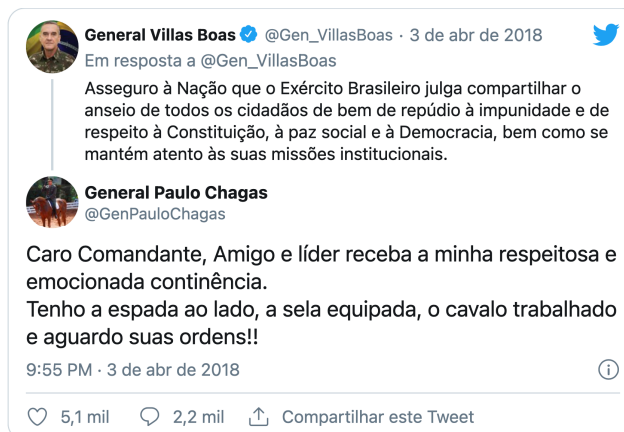 General Villas Boas @Gen_VillasBoas · 3 de abr de 2018
Em resposta a @Gen_VillasBoas
Asseguro à Nação que o Exército Brasileiro julga compartilhar o
anseio de todos os cidadãos de bem de repúdio à impunidade e de
respeito à Constituição, à paz social e à Democracia, bem como se
mantém atento às suas missões institucionais.
General Paulo Chagas
@GenPauloChagas
Caro Comandante, Amigo e líder receba a minha respeitosa e
emocionada continência.
Tenho a espada ao lado, a sela equipada, o cavalo trabalhado
e aguardo suas ordens!!
9:55 PM · 3 de abr de 2018
5,1 mil 2,2 mil Compartilhar este Tweet